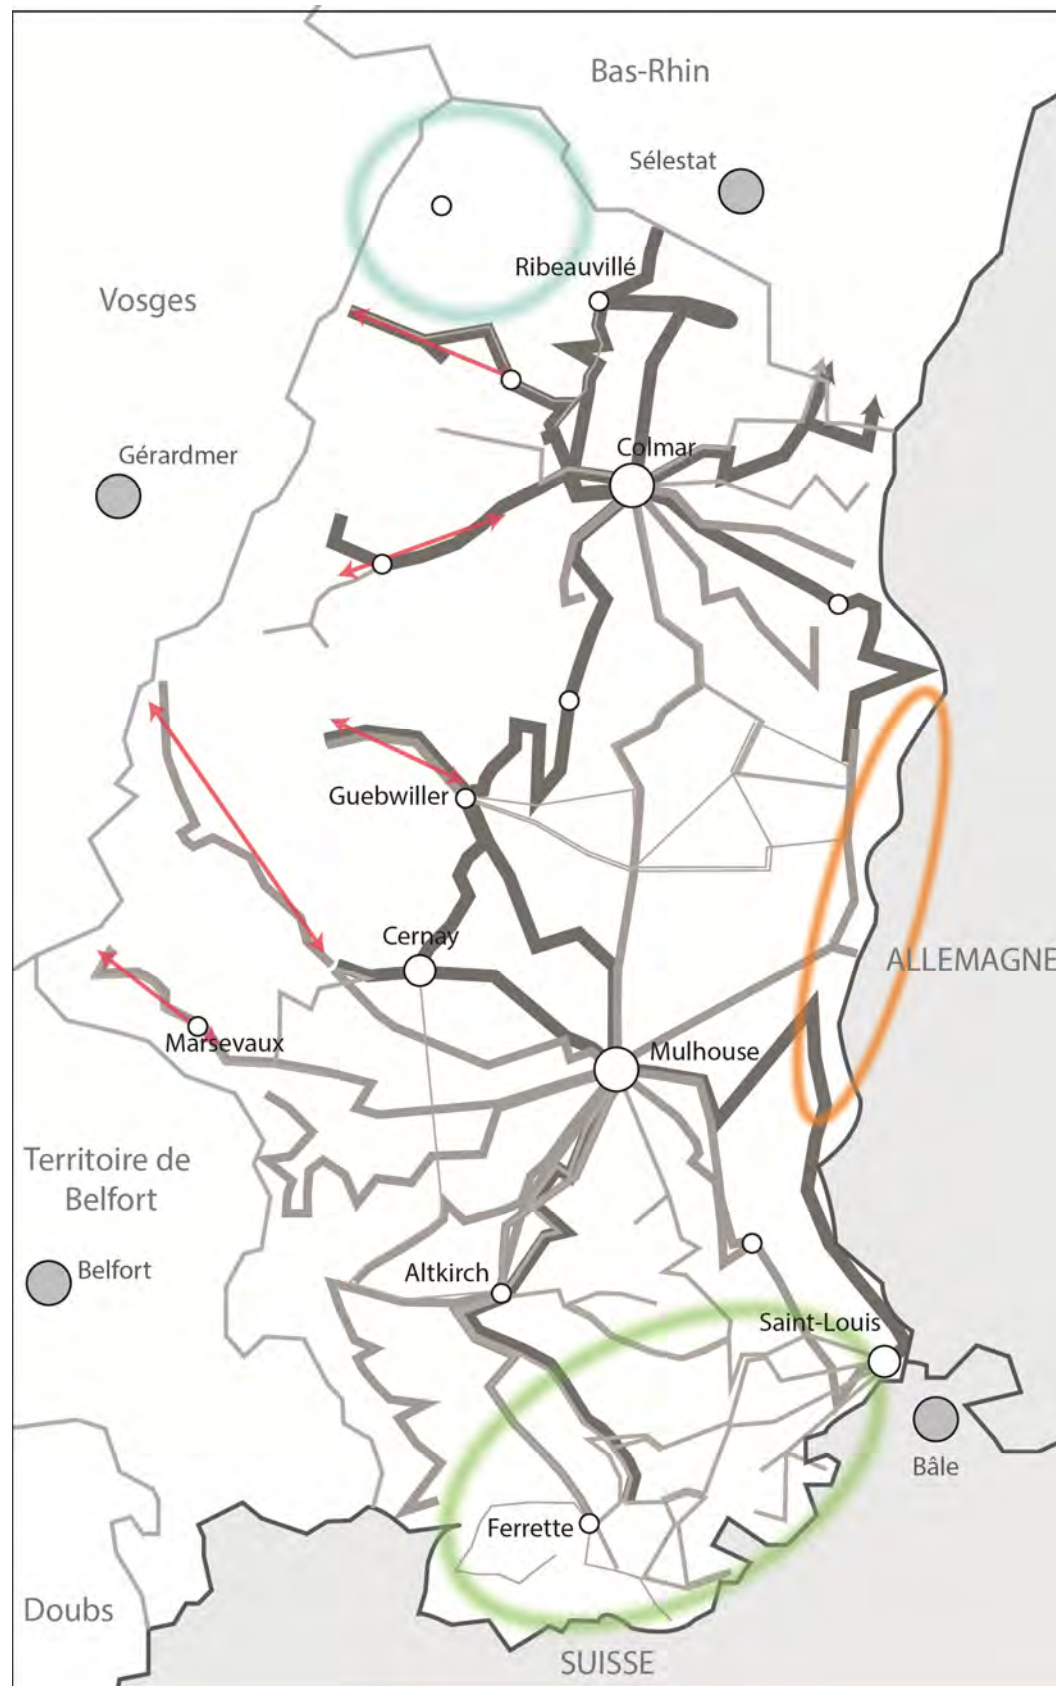 Bas-Rhin
Sélestat
Ribeauvillé
Vosges
Gérardmer
Colmar
Guebwiller
Cernay
ALLEMAGNE
Marsevaux
Mulhouse
Territoire de
Belfort
Belfort
Altkirch
Saint-Louis
Bâle
Ferrette
Doubs
SUISSE